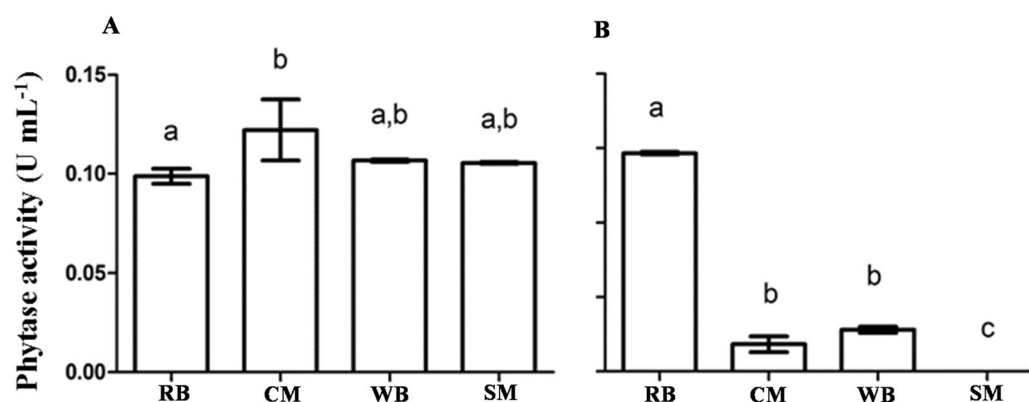 A
B
Phytase activity (U mL⁻¹)
0.15
0.10
0.05
0.00
a
b
a,b
a,b
RB
CM
WB
SM
a
b
b
c
RB
CM
WB
SM